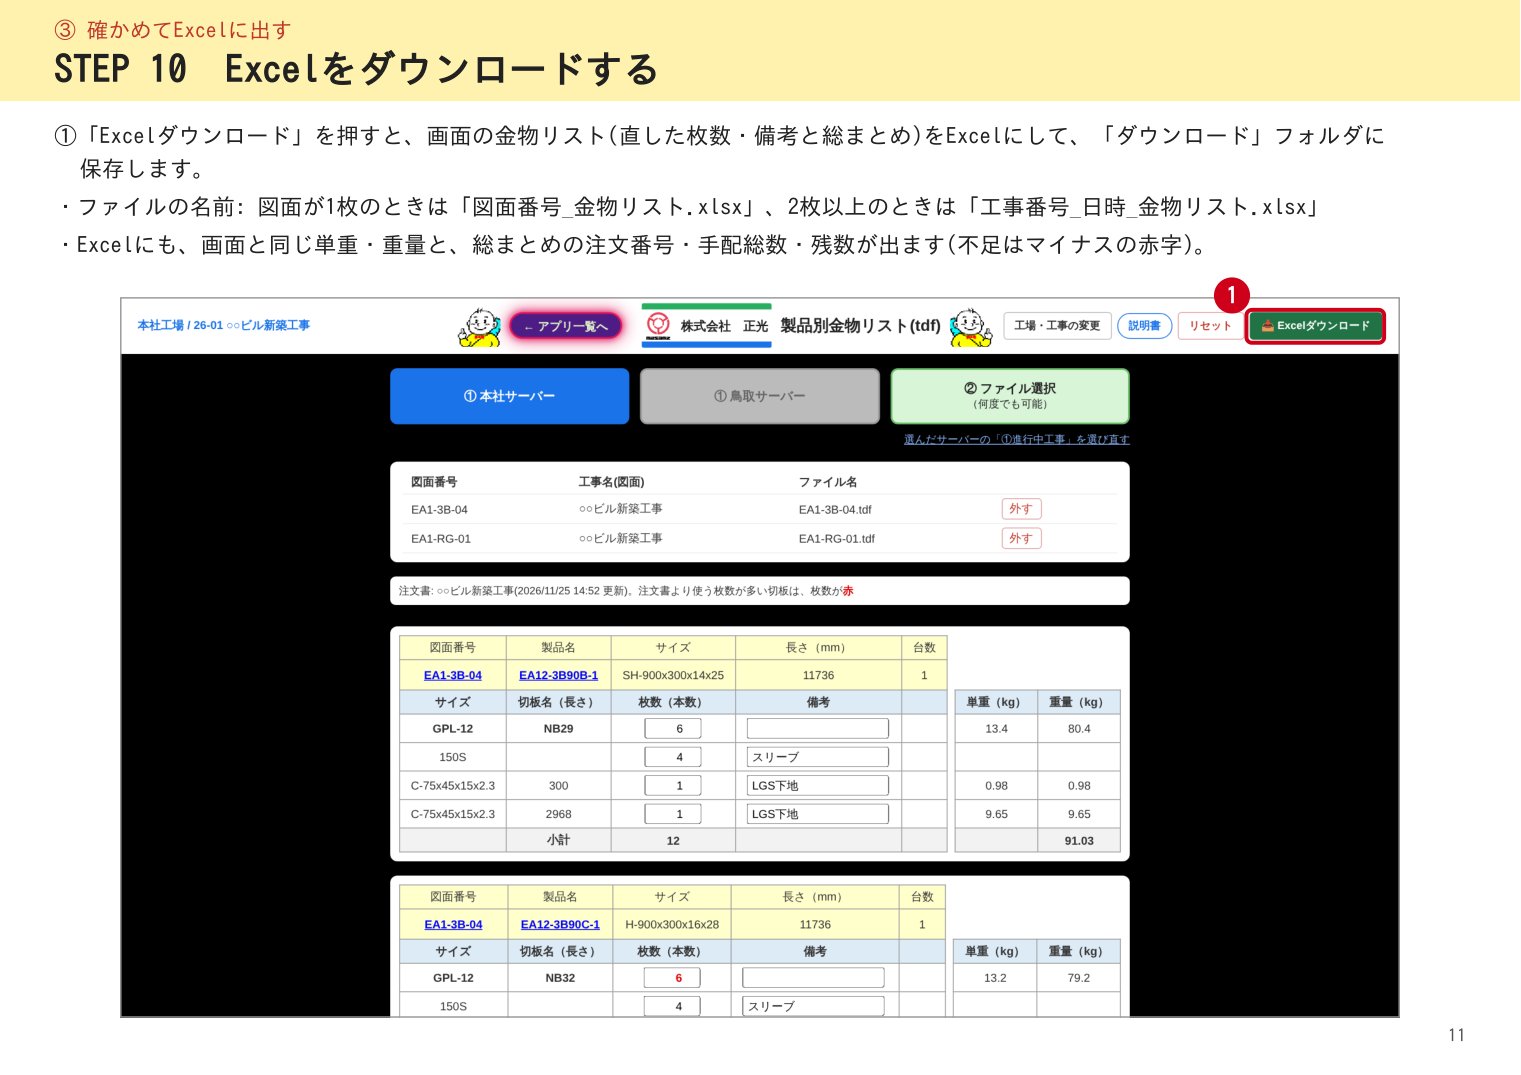 ③ 確かめてExcelに出す
STEP 10　Excelをダウンロードする
①「Excelダウンロード」を押すと、画面の金物リスト(直した枚数・備考と総まとめ)をExcelにして、「ダウンロード」フォルダに
保存します。
・ファイルの名前: 図面が1枚のときは「図面番号_金物リスト.xlsx」、2枚以上のときは「工事番号_日時_金物リスト.xlsx」
・Excelにも、画面と同じ単重・重量と、総まとめの注文番号・手配総数・残数が出ます(不足はマイナスの赤字)。
1
本社工場 / 26-01 ○○ビル新築工事 ← アプリ一覧へ 株式会社 正光 製品別金物リスト(tdf) 工場・工事の変更 説明書 リセット Excelダウンロード
① 本社サーバー ① 鳥取サーバー ② ファイル選択
（何度でも可能）
選んだサーバーの「①進行中工事」を選び直す
図面番号 工事名(図面) ファイル名
EA1-3B-04 ○○ビル新築工事 EA1-3B-04.tdf 外す
EA1-RG-01 ○○ビル新築工事 EA1-RG-01.tdf 外す
注文書: ○○ビル新築工事(2026/11/25 14:52 更新)。注文書より使う枚数が多い切板は、枚数が赤
図面番号 製品名 サイズ 長さ（mm） 台数
EA1-3B-04 EA12-3B90B-1 SH-900x300x14x25 11736 1
サイズ 切板名（長さ） 枚数（本数） 備考 単重（kg） 重量（kg）
GPL-12 NB29 6 13.4 80.4
150S 4 スリーブ
C-75x45x15x2.3 300 1 LGS下地 0.98 0.98
C-75x45x15x2.3 2968 1 LGS下地 9.65 9.65
小計 12 91.03
図面番号 製品名 サイズ 長さ（mm） 台数
EA1-3B-04 EA12-3B90C-1 H-900x300x16x28 11736 1
サイズ 切板名（長さ） 枚数（本数） 備考 単重（kg） 重量（kg）
GPL-12 NB32 6 13.2 79.2
150S 4 スリーブ
11